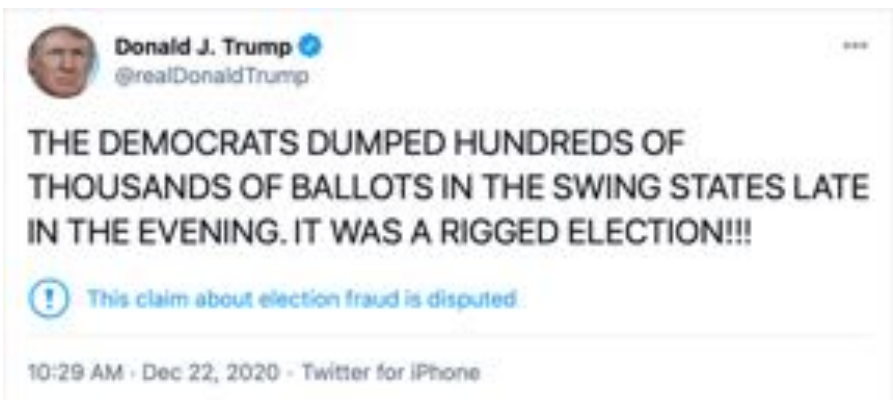 Donald J. Trump
@realDonaldTrump
THE DEMOCRATS DUMPED HUNDREDS OF
THOUSANDS OF BALLOTS IN THE SWING STATES LATE
IN THE EVENING. IT WAS A RIGGED ELECTION!!!
This claim about election fraud is disputed
10:29 AM · Dec 22, 2020 · Twitter for iPhone